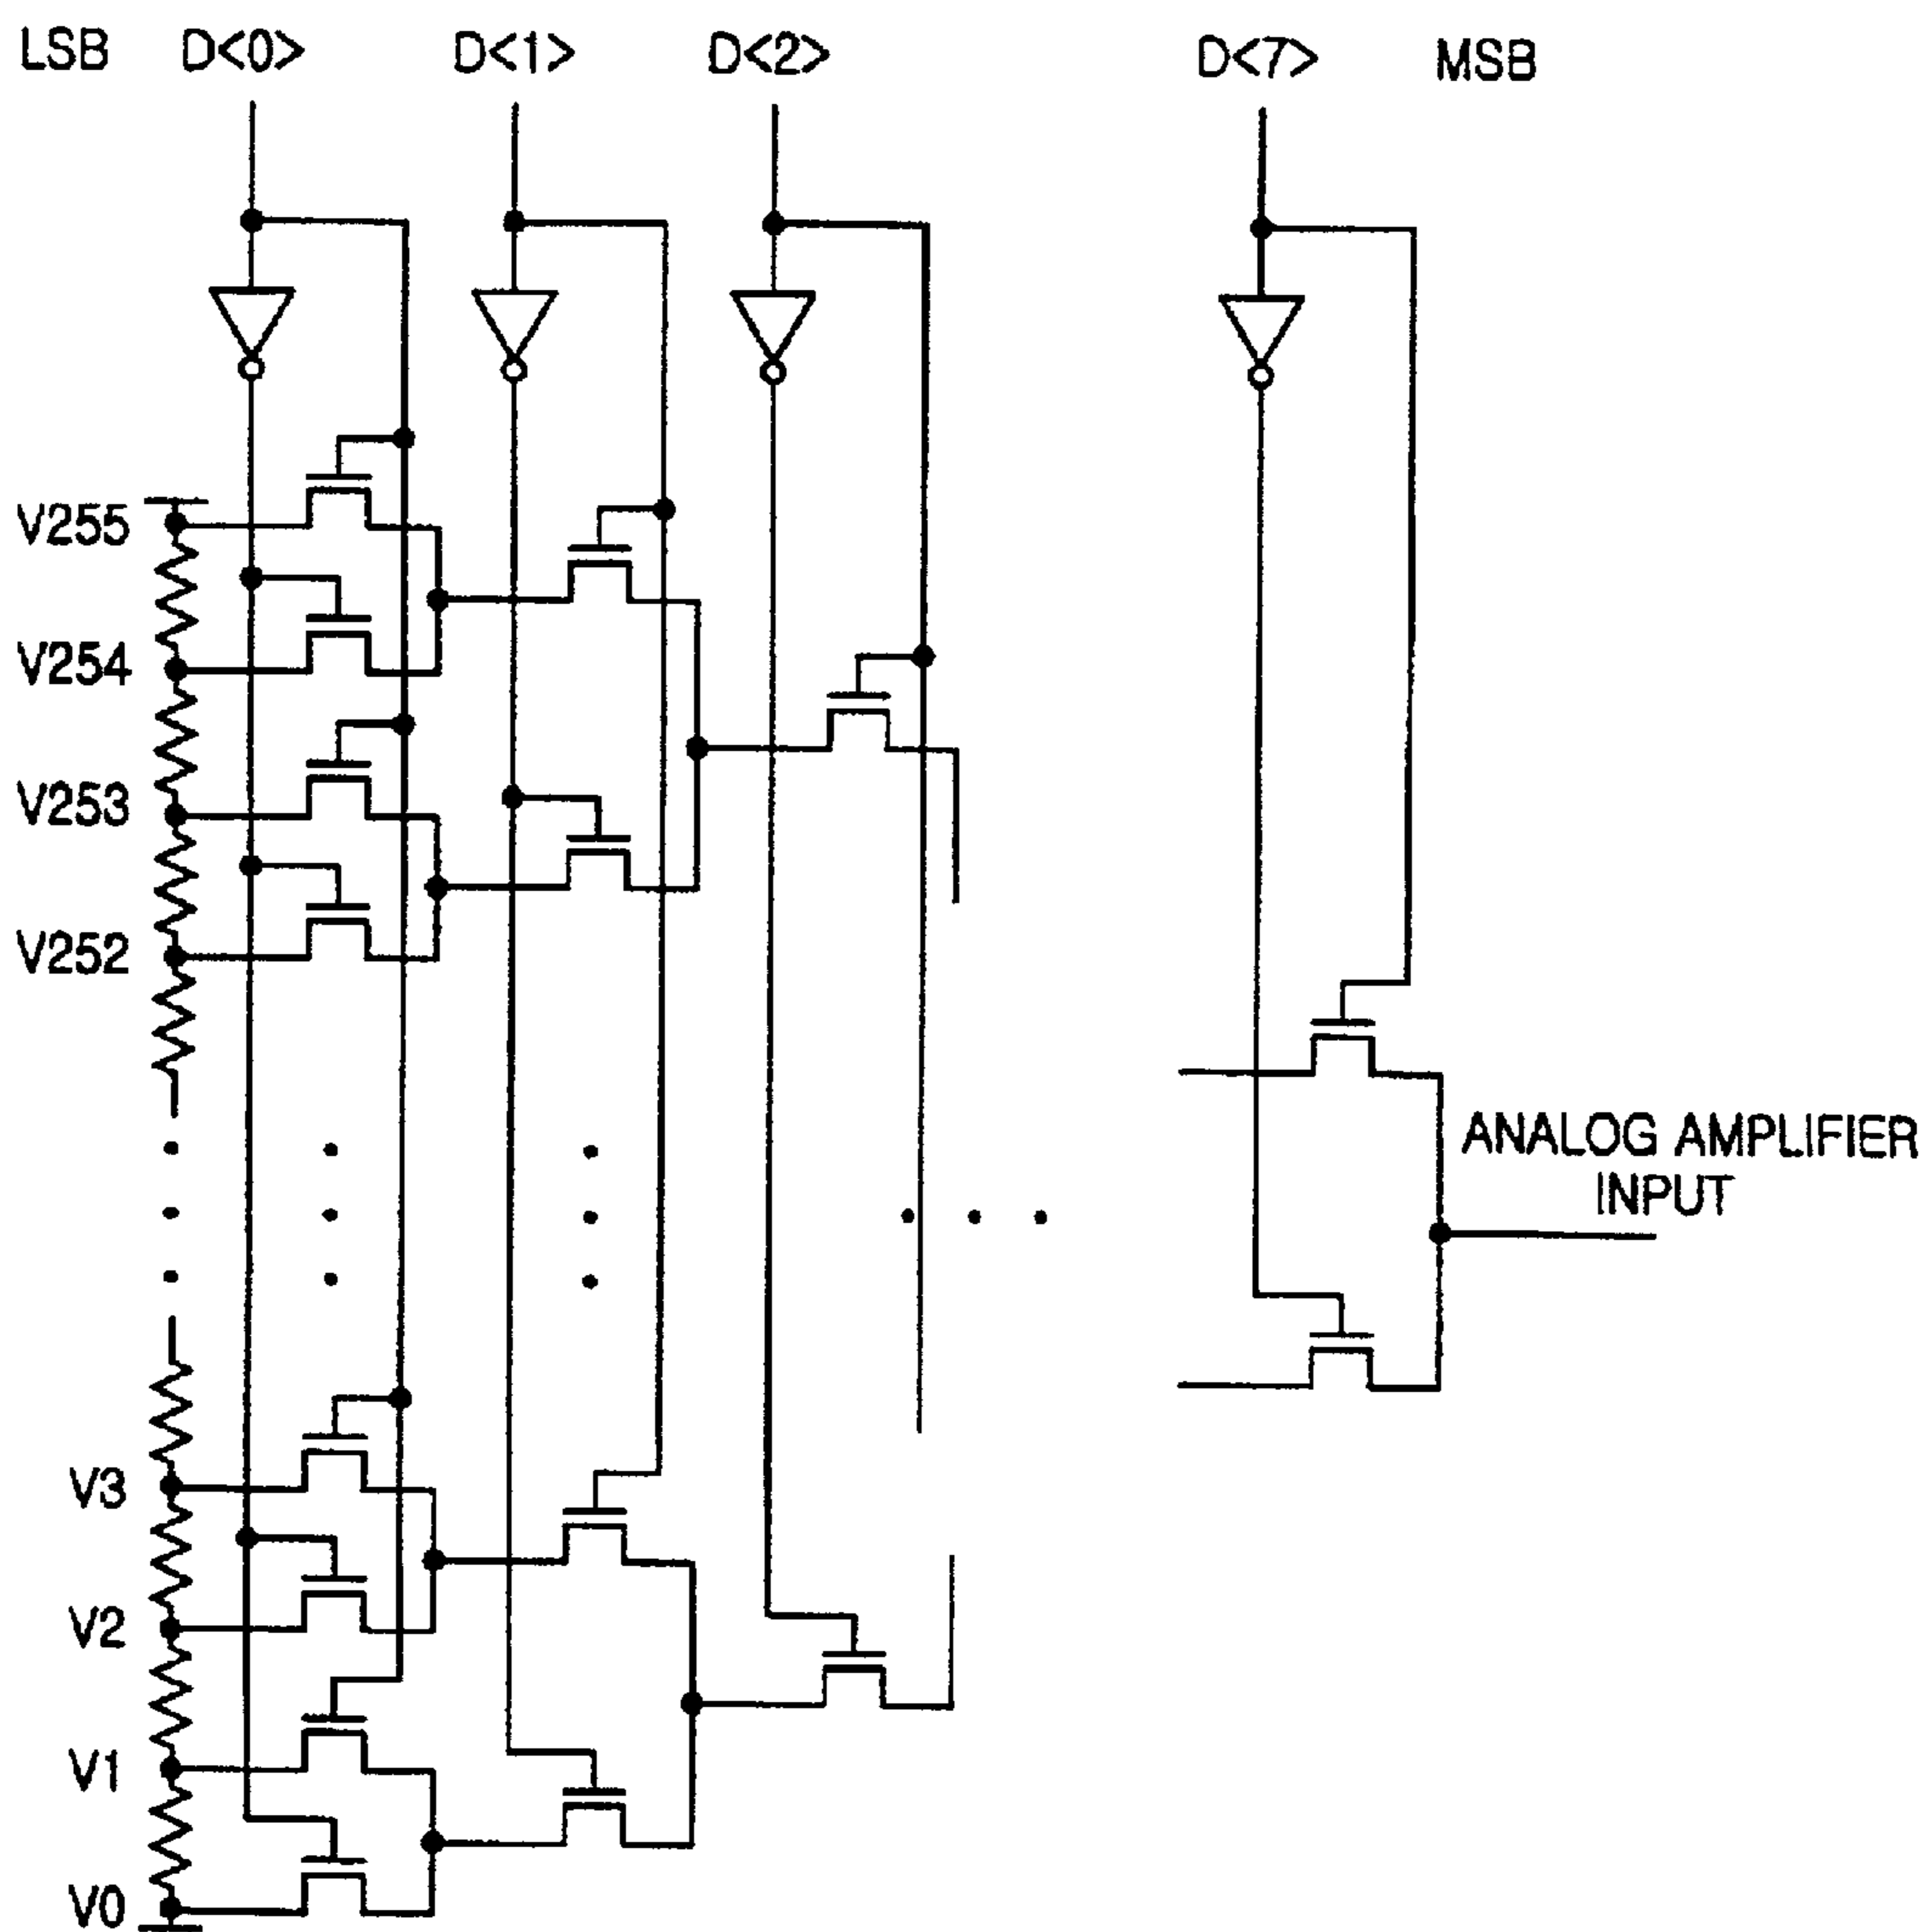 LSB D<0> D<1> D<2> D<7> MSB
V255
V254
V253
V252
ANALOG AMPLIFIER
INPUT
V3
V2
V1
V0